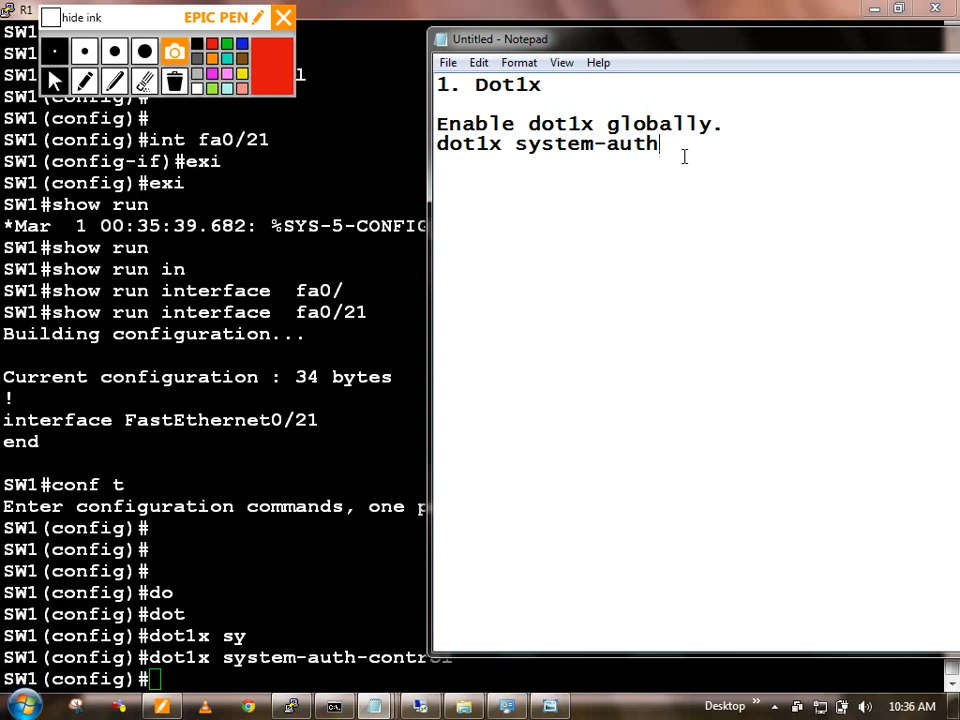 R1
hide ink
EPIC PEN
SW1
SW1
SW1
l
SW1(config)#
SW1(config)#
SW1(config)#int fa0/21
SW1(config-if)#exi
SW1(config)#exi
SW1#show run
*Mar  1 00:35:39.682: %SYS-5-CONFIG
SW1#show run
SW1#show run in
SW1#show run interface  fa0/
SW1#show run interface  fa0/21
Building configuration...
Current configuration : 34 bytes
!
interface FastEthernet0/21
end
SW1#conf t
Enter configuration commands, one p
SW1(config)#
SW1(config)#
SW1(config)#
SW1(config)#do
SW1(config)#dot
SW1(config)#dot1x sy
SW1(config)#dot1x system-auth-control
SW1(config)#
Untitled - Notepad
File Edit Format View Help
1. Dot1x
Enable dot1x globally.
dot1x system-auth
Desktop
10:36 AM